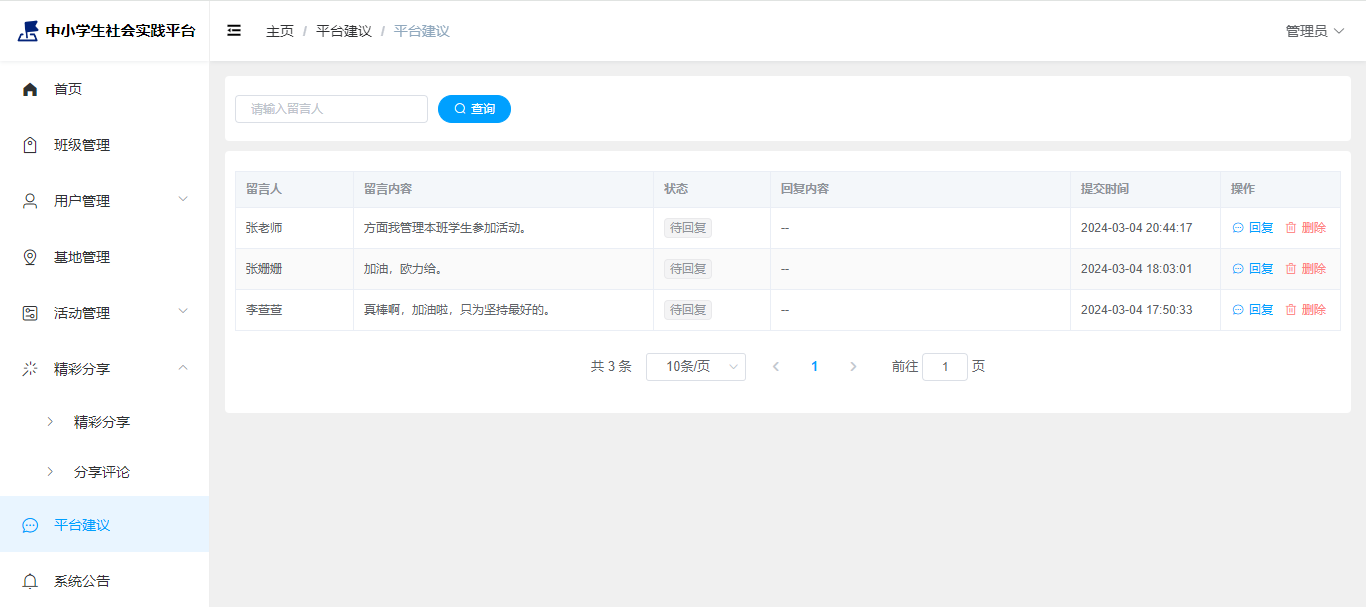 中小学生社会实践平台
主页 / 平台建议 / 平台建议
管理员
首页
班级管理
用户管理
基地管理
活动管理
精彩分享
精彩分享
分享评论
平台建议
系统公告
请输入留言人 查询
留言人 留言内容 状态 回复内容 提交时间 操作
张老师 方面我管理本班学生参加活动。 待回复 -- 2024-03-04 20:44:17 回复 删除
张姗姗 加油，欧力给。 待回复 -- 2024-03-04 18:03:01 回复 删除
李萱萱 真棒啊，加油啦，只为坚持最好的。 待回复 -- 2024-03-04 17:50:33 回复 删除
共 3 条 10条/页 1 前往 1 页